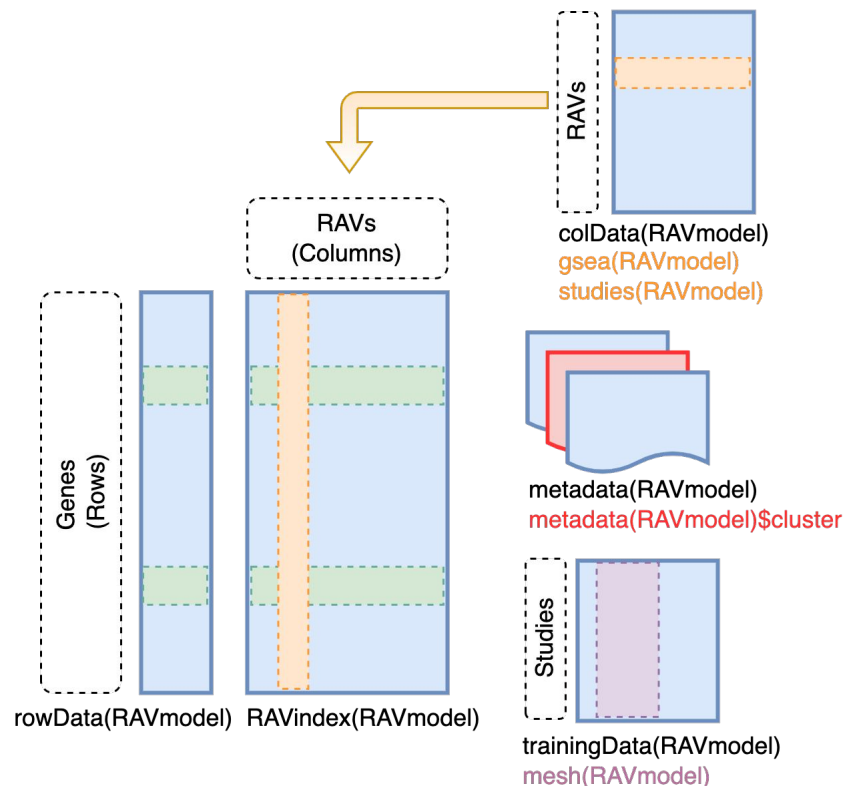 RAVs
colData(RAVmodel)
gsea(RAVmodel)
studies(RAVmodel)
RAVs
(Columns)
Genes
(Rows)
rowData(RAVmodel)
RAVindex(RAVmodel)
metadata(RAVmodel)
metadata(RAVmodel)$cluster
Studies
trainingData(RAVmodel)
mesh(RAVmodel)